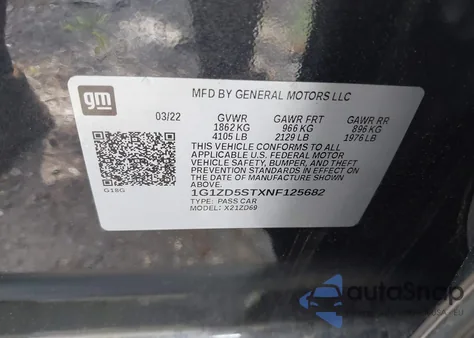 gm
MFD BY GENERAL MOTORS LLC
03/22 GVWR GAWR FRT GAWR RR
1862 KG 966 KG 896 KG
4105 LB 2129 LB 1976 LB
THIS VEHICLE CONFORMS TO ALL
APPLICABLE U.S. FEDERAL MOTOR
VEHICLE SAFETY, BUMPER, AND THEFT
PREVENTION STANDARDS IN EFFECT ON
THE DATE OF MANUFACTURE SHOWN ABOVE.
1G1ZD5STXNF125682
G18G
TYPE: PASS CAR
MODEL: X21ZD69
autoSnap